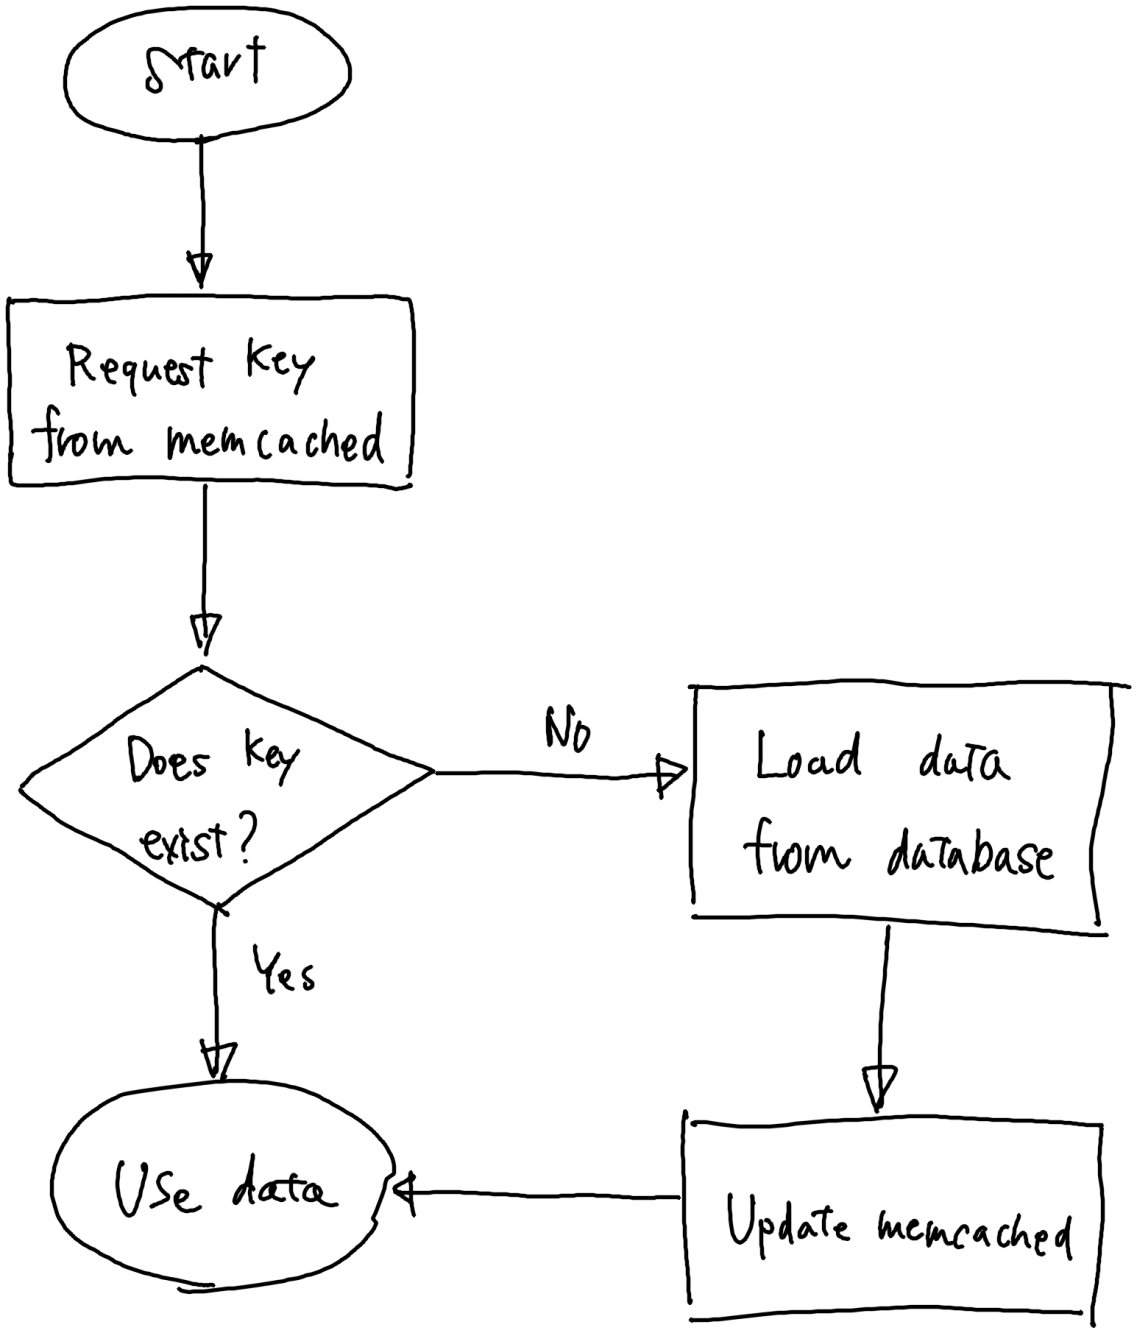 Start
Request key
from memcached
Does key
exist?
No
Load data
from database
Yes
Use data
Update memcached